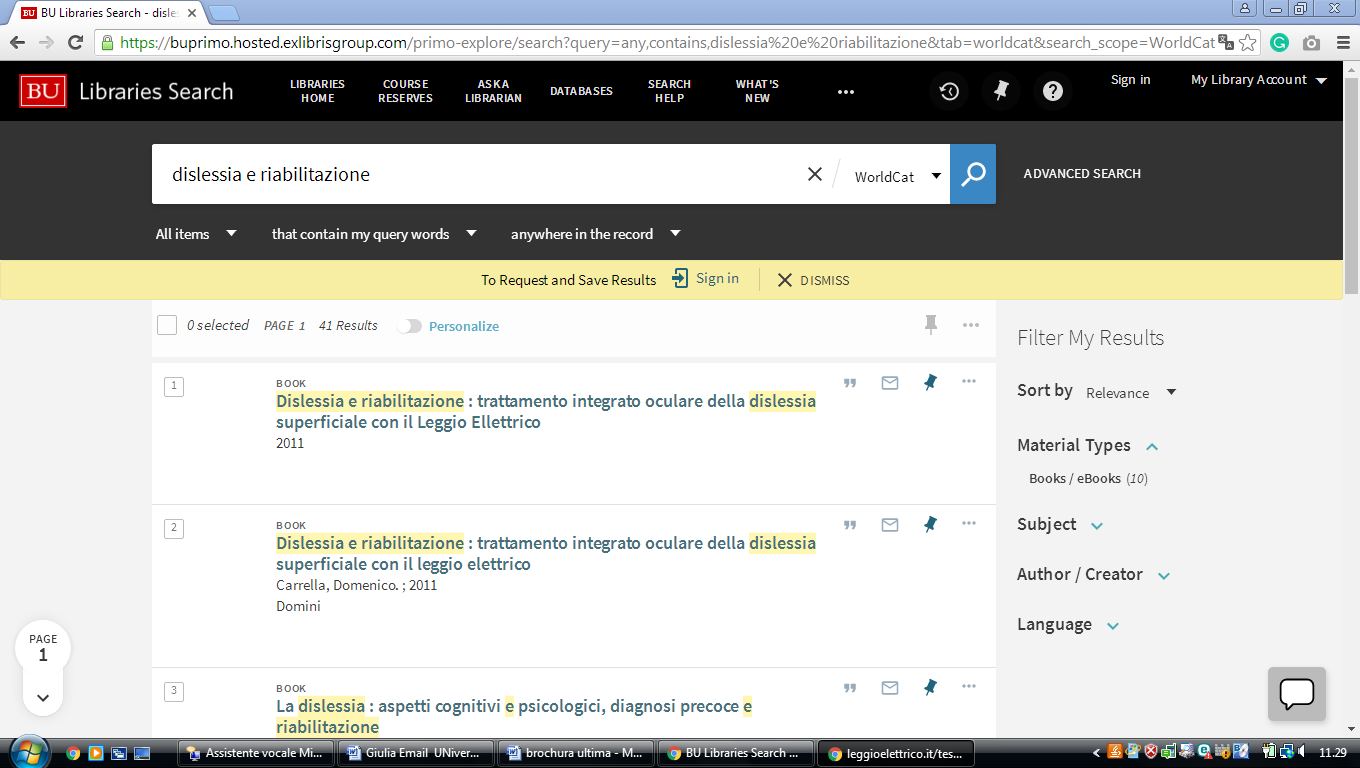 BU Libraries Search - disle
https://buprimo.hosted.exlibrisgroup.com/primo-explore/search?query=any,contains,dislessia%20e%20riabilitazione&tab=worldcat&search_scope=WorldCat
BU Libraries Search
LIBRARIES HOME
COURSE RESERVES
ASK A LIBRARIAN
DATABASES
SEARCH HELP
WHAT'S NEW
Sign in
My Library Account
dislessia e riabilitazione
WorldCat
ADVANCED SEARCH
All items
that contain my query words
anywhere in the record
To Request and Save Results
Sign in
DISMISS
0 selected PAGE 1 41 Results
Personalize
Filter My Results
Sort by Relevance
Material Types
Books / eBooks (10)
Subject
Author / Creator
Language
1
BOOK
Dislessia e riabilitazione : trattamento integrato oculare della dislessia
superficiale con il Leggio Ellettrico
2011
2
BOOK
Dislessia e riabilitazione : trattamento integrato oculare della dislessia
superficiale con il leggio elettrico
Carrella, Domenico. ; 2011
Domini
3
BOOK
La dislessia : aspetti cognitivi e psicologici, diagnosi precoce e
riabilitazione
PAGE
1
Assistente vocale Mi...
Giulia Email UNiver...
brochura ultima - M...
BU Libraries Search ...
leggioelettrico.it/tes...
11.29